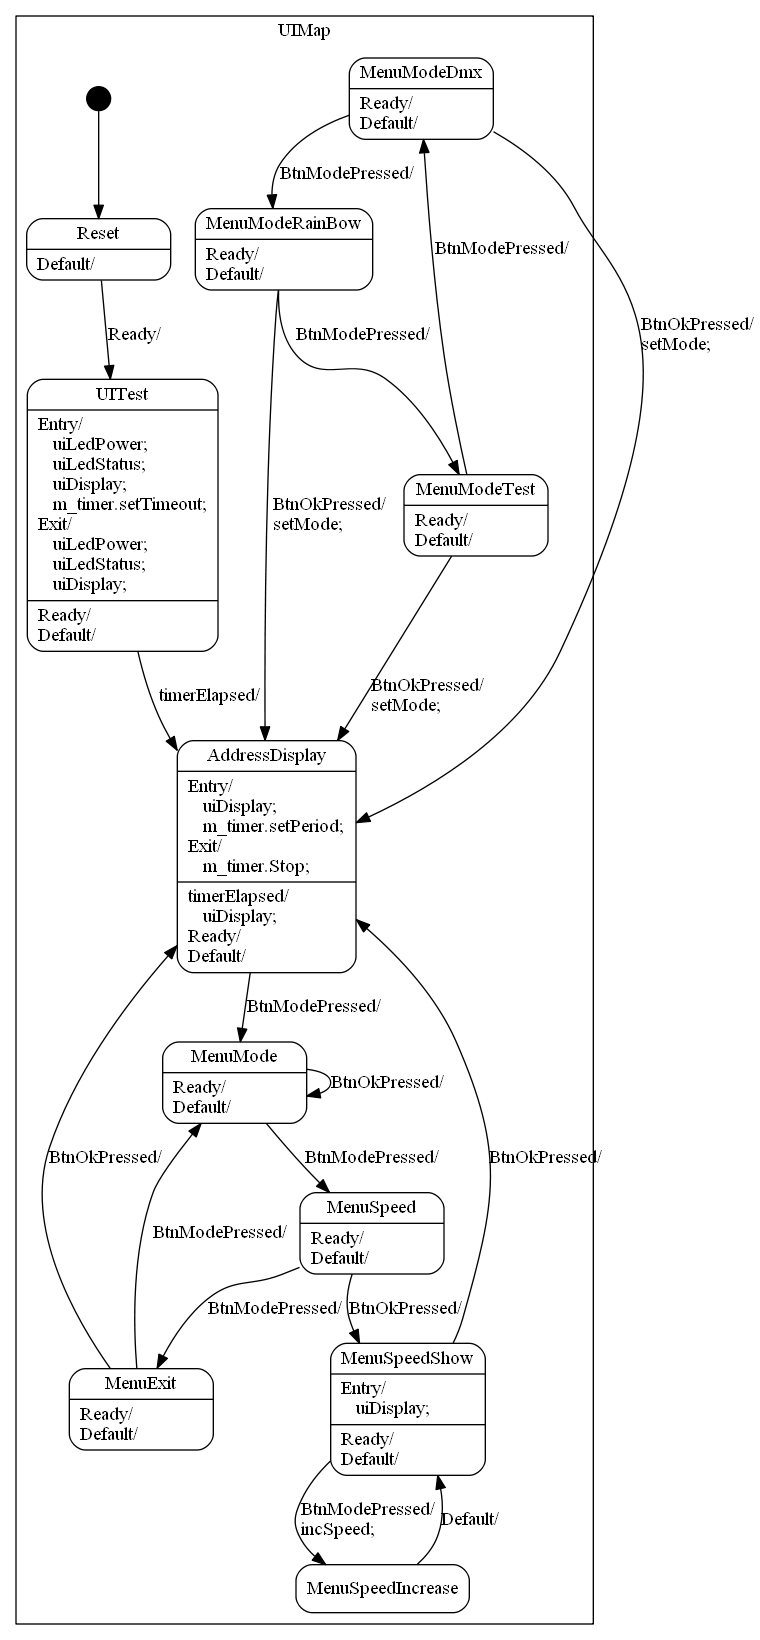 UIMap
MenuModeDmx
Ready/
Default/
BtnModePressed/
Reset
Default/
MenuModeRainBow
Ready/
Default/
BtnModePressed/
BtnOkPressed/
setMode;
Ready/
BtnModePressed/
UITest
Entry/
uiLedPower;
uiLedStatus;
uiDisplay;
m_timer.setTimeout;
Exit/
uiLedPower;
uiLedStatus;
uiDisplay;
Ready/
Default/
BtnOkPressed/
setMode;
MenuModeTest
Ready/
Default/
timerElapsed/
BtnOkPressed/
setMode;
AddressDisplay
Entry/
uiDisplay;
m_timer.setPeriod;
Exit/
m_timer.Stop;
timerElapsed/
uiDisplay;
Ready/
Default/
BtnModePressed/
MenuMode
Ready/
Default/
BtnOkPressed/
BtnOkPressed/
BtnModePressed/
BtnOkPressed/
MenuSpeed
Ready/
Default/
BtnModePressed/
BtnModePressed/
BtnOkPressed/
MenuExit
Ready/
Default/
MenuSpeedShow
Entry/
uiDisplay;
Ready/
Default/
BtnModePressed/
incSpeed;
Default/
MenuSpeedIncrease